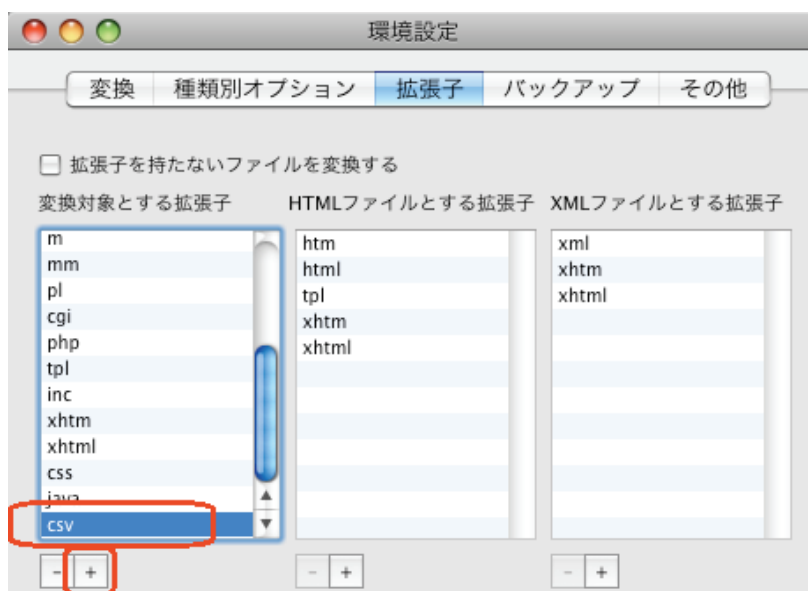 環境設定
変換 種類別オプション 拡張子 バックアップ その他
拡張子を持たないファイルを変換する
変換対象とする拡張子 HTMLファイルとする拡張子 XMLファイルとする拡張子
m
mm
pl
cgi
php
tpl
inc
xhtm
xhtml
css
java
csv
- +
htm
html
tpl
xhtm
xhtml
- +
xml
xhtm
xhtml
- +